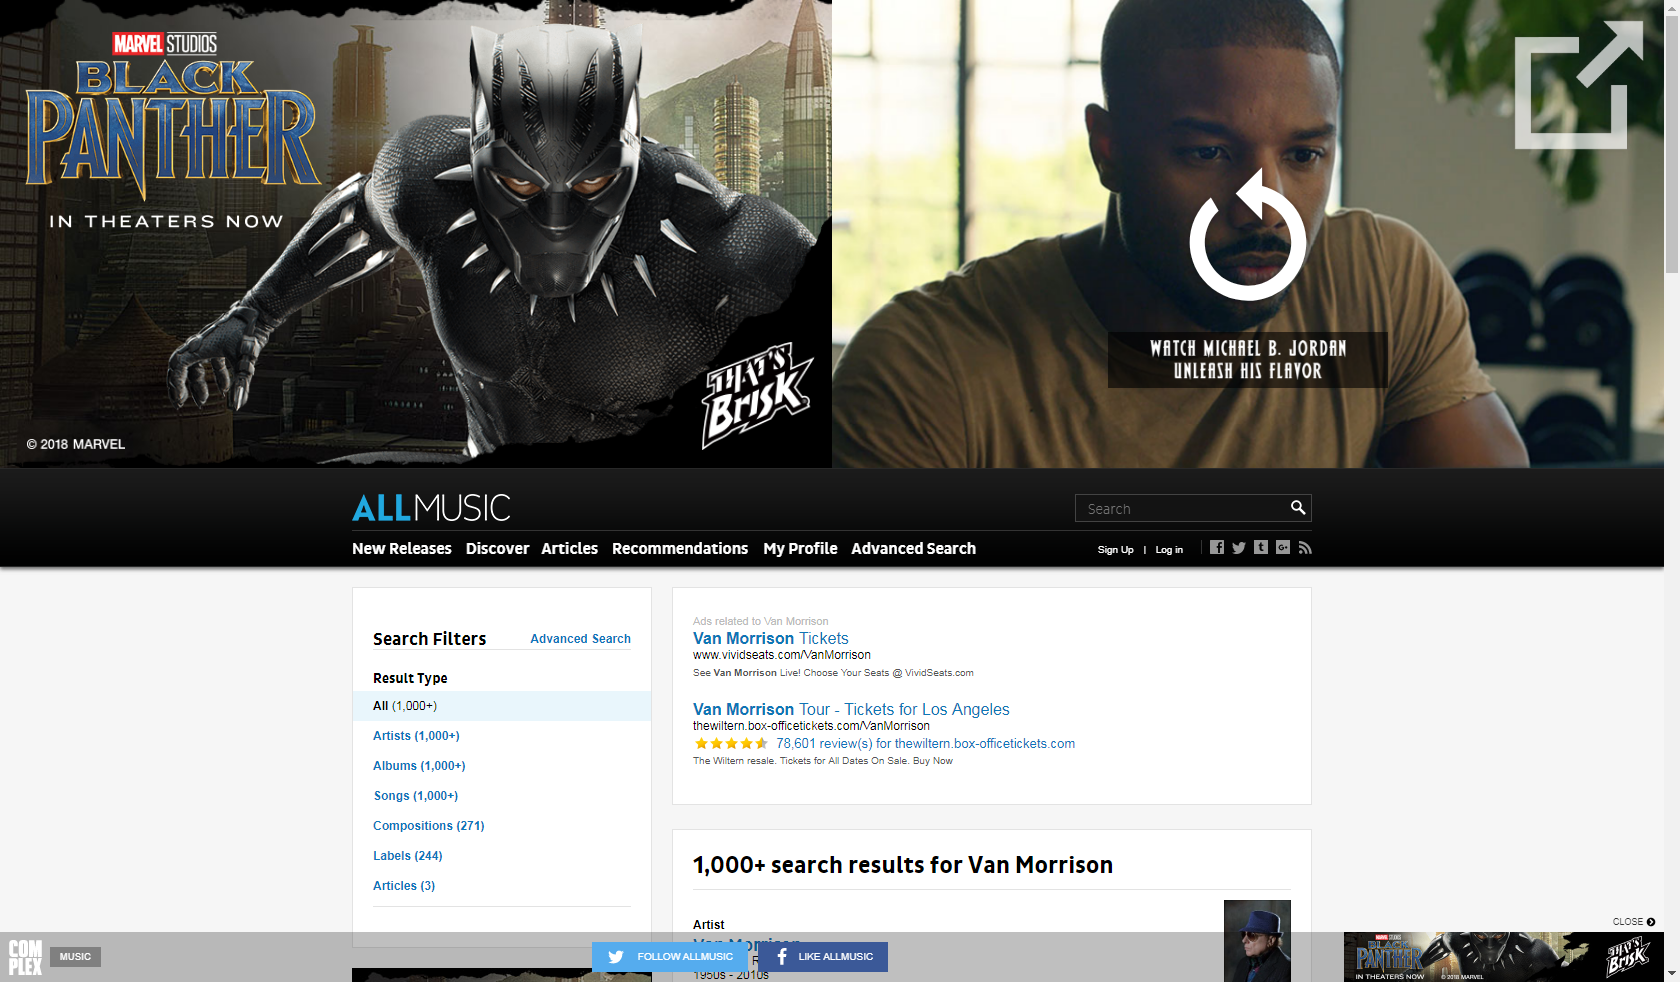 MARVEL STUDIOS
BLACK
PANTHER
IN THEATERS NOW
THAT'S
BRISK
© 2018 MARVEL
WATCH MICHAEL B. JORDAN
UNLEASH HIS FLAVOR
ALLMUSIC
Search
New Releases Discover Articles Recommendations My Profile Advanced Search
Sign Up | Log in
Search Filters Advanced Search
Result Type
All (1,000+)
Artists (1,000+)
Albums (1,000+)
Songs (1,000+)
Compositions (271)
Labels (244)
Articles (3)
Ads related to Van Morrison
Van Morrison Tickets
www.vividseats.com/VanMorrison
See Van Morrison Live! Choose Your Seats @ VividSeats.com
Van Morrison Tour - Tickets for Los Angeles
thewiltern.box-officetickets.com/VanMorrison
78,601 review(s) for thewiltern.box-officetickets.com
The Wiltern resale. Tickets for All Dates On Sale. Buy Now
1,000+ search results for Van Morrison
Artist
Van Morrison
1950s - 2010s
CLOSE
COMPLEX
MUSIC
FOLLOW ALLMUSIC
LIKE ALLMUSIC
MARVEL STUDIOS
BLACK
PANTHER
IN THEATERS NOW
© 2018 MARVEL
THAT'S
BRISK